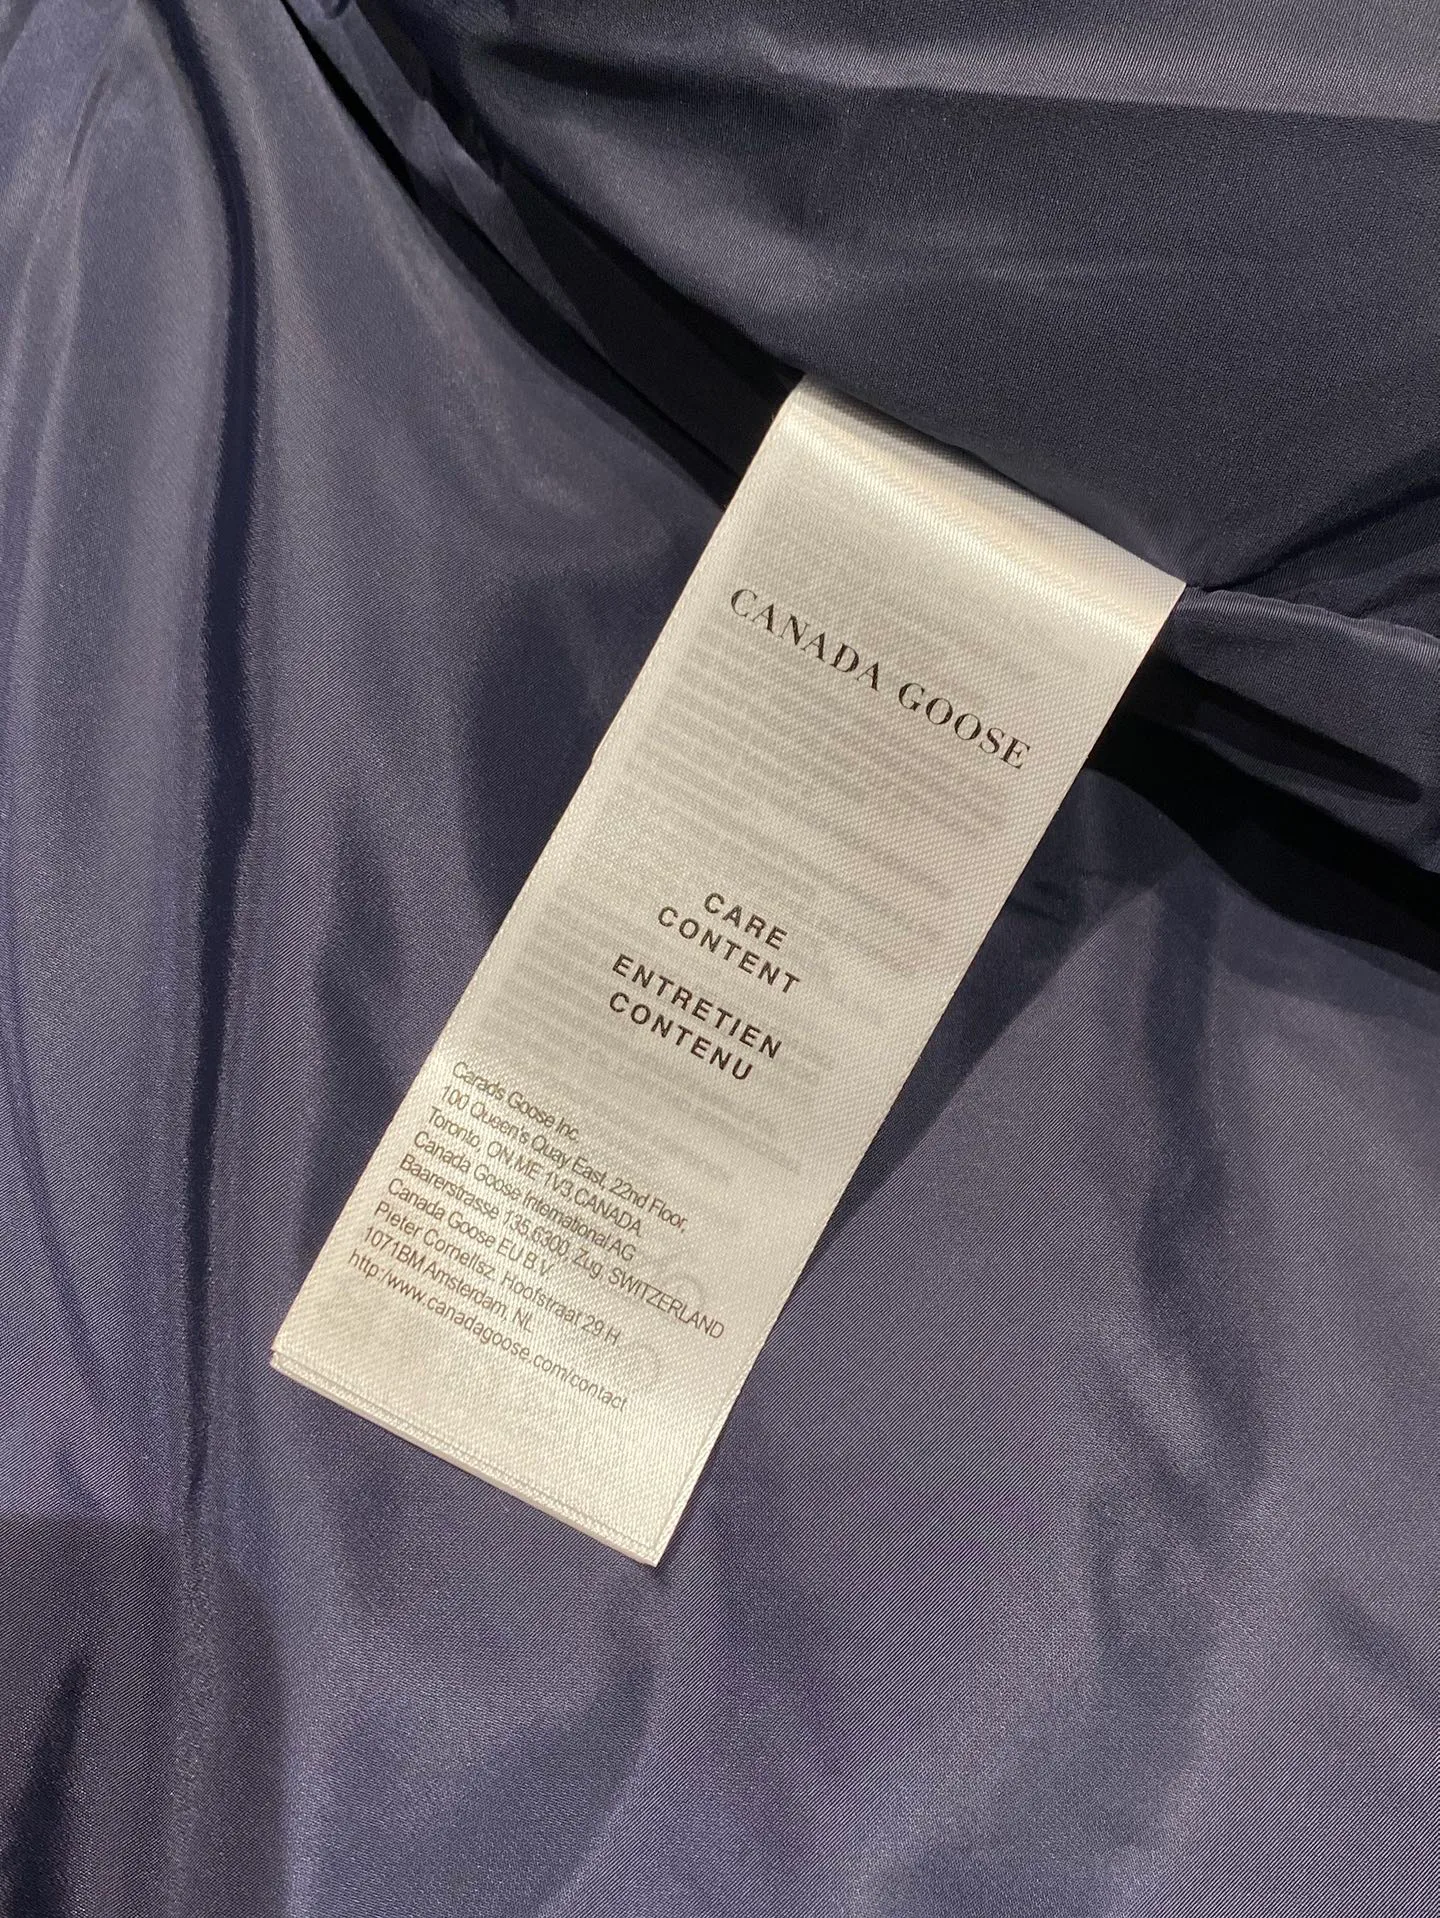 CANADA GOOSE
CARE
CONTENT
ENTRETIEN
CONTENU
Carads Goose Inc.
100 Queen's Quay East, 22nd Floor,
Toronto, ON,ME 1V3,CANADA
Canada Goose International AG
Baarerstrasse 135,6300, Zug, SWITZERLAND
Canada Goose EU B.V
Pieter Cornellsz, Hoofstraat 29 H,
1071BM Amsterdam, NL
http:/www.canadagoose.com/contact